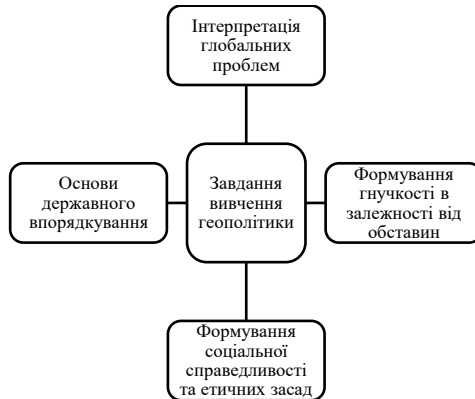 Інтерпретація
глобальних
проблем
Основи
державного
впорядкування
Завдання
вивчення
геополітики
Формування
гнучкості в
залежності від
обставин
Формування
соціальної
справедливості
та етичних засад